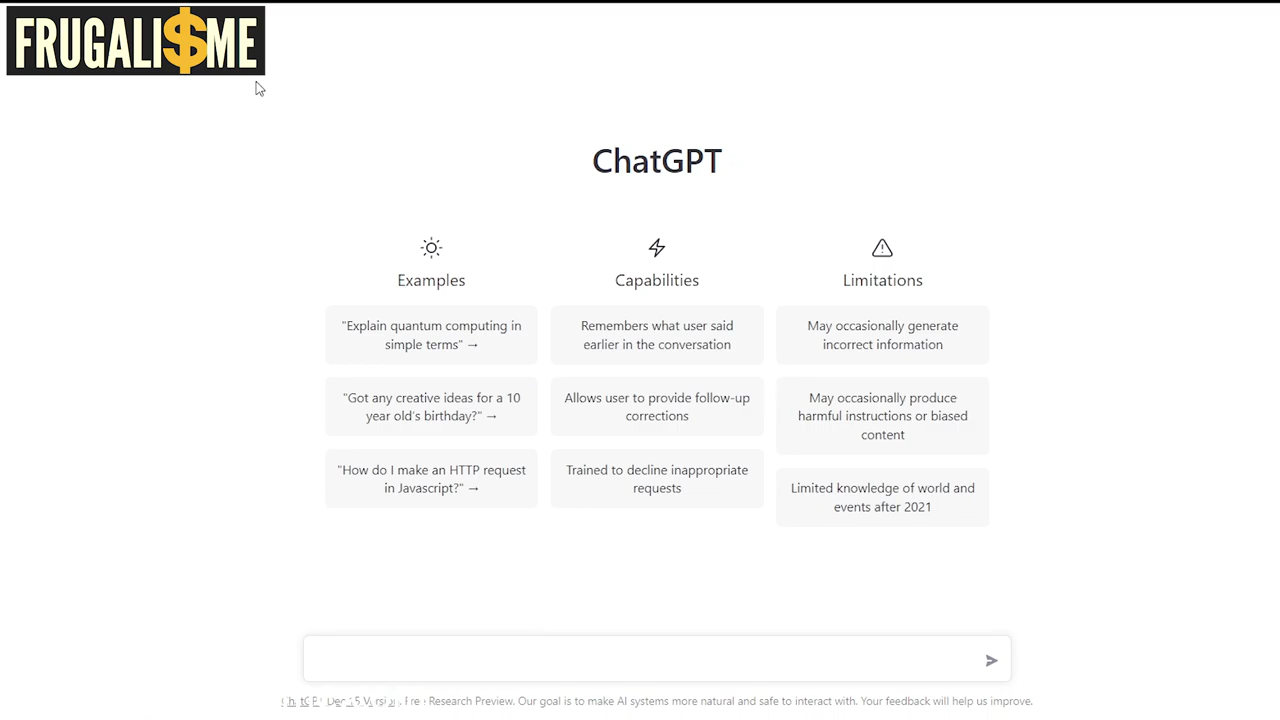 FRUGALI$ME
ChatGPT
Examples
Capabilities
Limitations
"Explain quantum computing in
simple terms" →
Remembers what user said
earlier in the conversation
May occasionally generate
incorrect information
"Got any creative ideas for a 10
year old's birthday?" →
Allows user to provide follow-up
corrections
May occasionally produce
harmful instructions or biased
content
"How do I make an HTTP request
in Javascript?" →
Trained to decline inappropriate
requests
Limited knowledge of world and
events after 2021
Research Preview. Our goal is to make AI systems more natural and safe to interact with. Your feedback will help us improve.